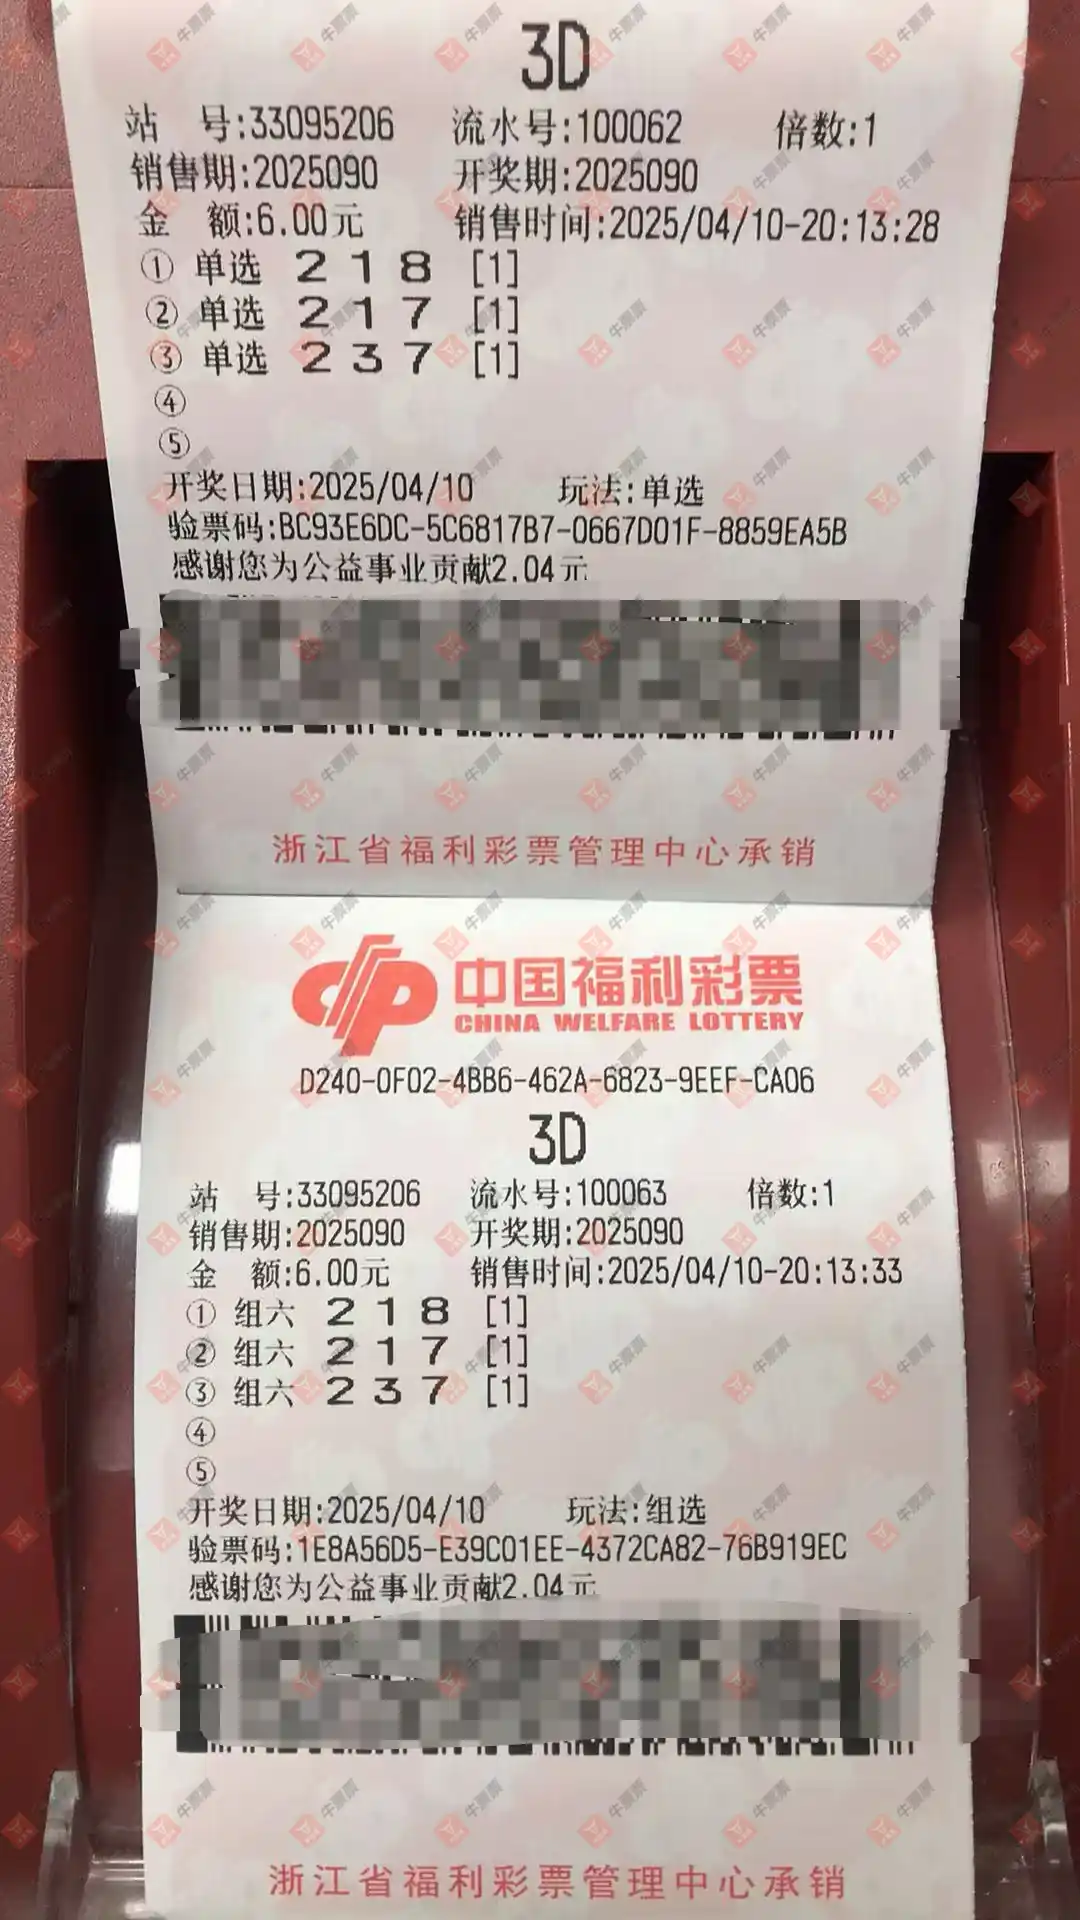 3D
站 号:33095206 流水号:100062 倍数:1
销售期:2025090 开奖期:2025090
金 额:6.00元 销售时间:2025/04/10-20:13:28
① 单选 2 1 8 [1]
② 单选 2 1 7 [1]
③ 单选 2 3 7 [1]
④
⑤
开奖日期:2025/04/10 玩法:单选
验票码:BC93E6DC-5C6817B7-0667D01F-8859EA5B
感谢您为公益事业贡献2.04元
浙江省福利彩票管理中心承销
中国福利彩票
CHINA WELFARE LOTTERY
D240-0F02-4BB6-462A-6823-9EEF-CA06
3D
站 号:33095206 流水号:100063 倍数:1
销售期:2025090 开奖期:2025090
金 额:6.00元 销售时间:2025/04/10-20:13:33
① 组六 2 1 8 [1]
② 组六 2 1 7 [1]
③ 组六 2 3 7 [1]
④
⑤
开奖日期:2025/04/10 玩法:组选
验票码:1E8A56D5-E39C01EE-4372CA82-76B919EC
感谢您为公益事业贡献2.04元
浙江省福利彩票管理中心承销